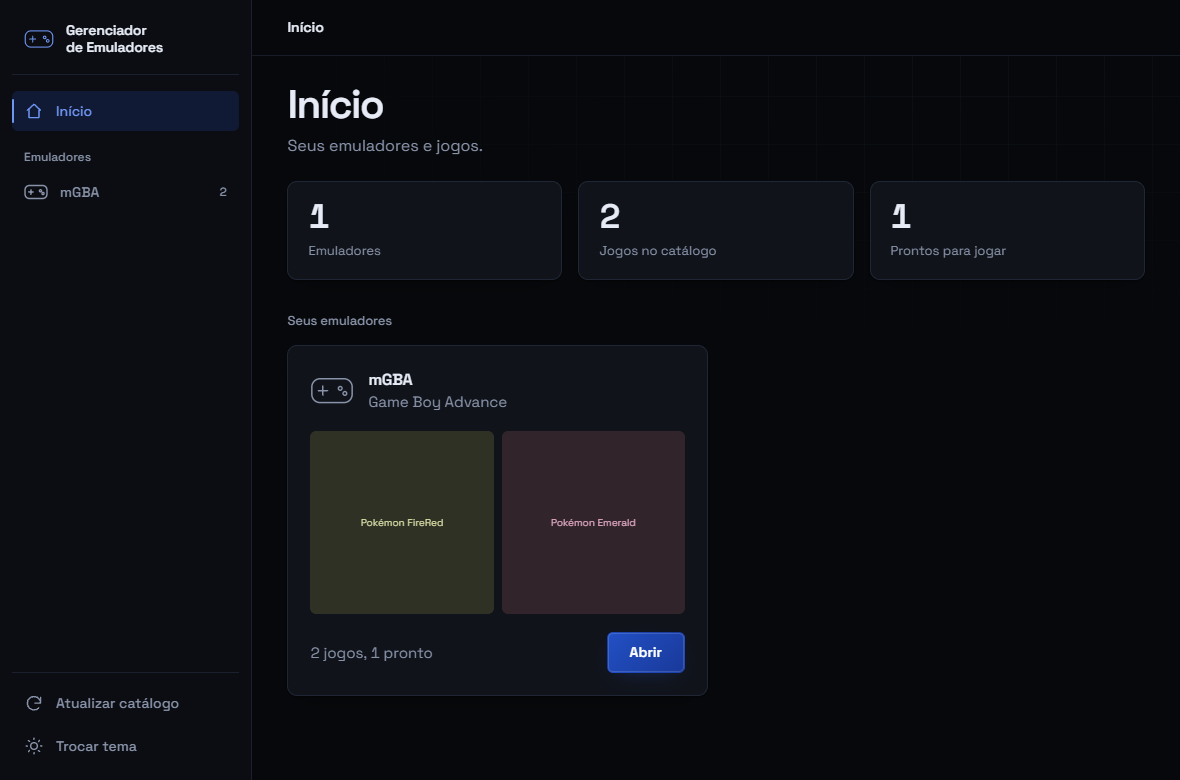 Gerenciador
de Emuladores
Início
Emuladores
mGBA 2
Atualizar catálogo
Trocar tema
Início
Início
Seus emuladores e jogos.
1
Emuladores
2
Jogos no catálogo
1
Prontos para jogar
Seus emuladores
mGBA
Game Boy Advance
Pokémon FireRed
Pokémon Emerald
2 jogos, 1 pronto
Abrir